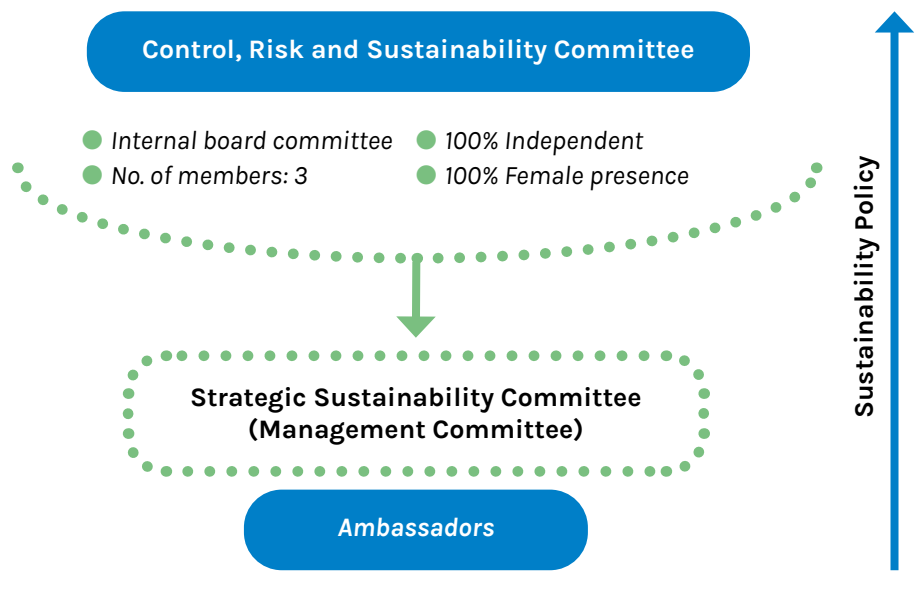 Control, Risk and Sustainability Committee
Internal board committee
100% Independent
No. of members: 3
100% Female presence
Sustainability Policy
Strategic Sustainability Committee
(Management Committee)
Ambassadors